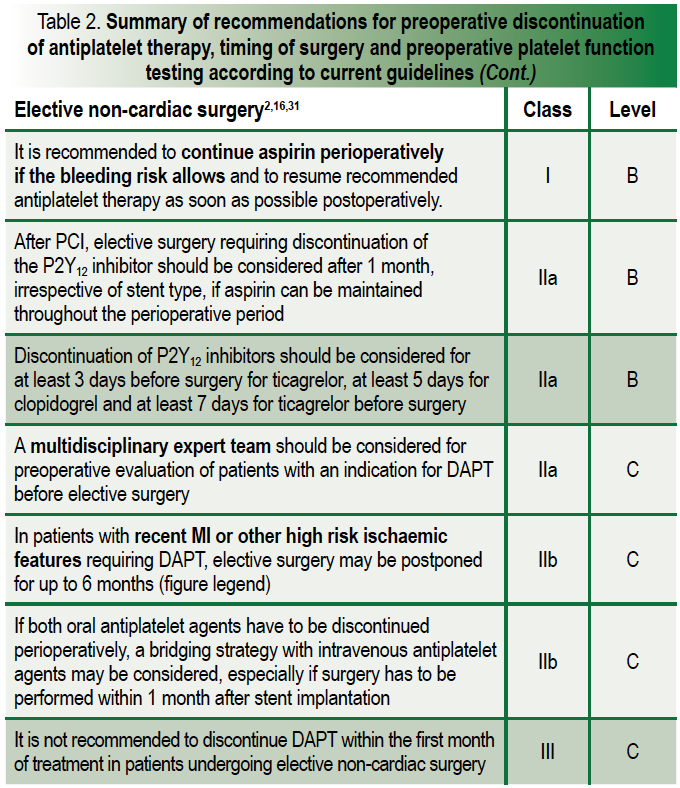 Table 2. Summary of recommendations for preoperative discontinuation
of antiplatelet therapy, timing of surgery and preoperative platelet function
testing according to current guidelines (Cont.)
Elective non-cardiac surgery2,16,31 Class Level
It is recommended to continue aspirin perioperatively
if the bleeding risk allows and to resume recommended
antiplatelet therapy as soon as possible postoperatively.
I B
After PCI, elective surgery requiring discontinuation of
the P2Y12 inhibitor should be considered after 1 month,
irrespective of stent type, if aspirin can be maintained
throughout the perioperative period
IIa B
Discontinuation of P2Y12 inhibitors should be considered for
at least 3 days before surgery for ticagrelor, at least 5 days for
clopidogrel and at least 7 days for ticagrelor before surgery
IIa B
A multidisciplinary expert team should be considered for
preoperative evaluation of patients with an indication for DAPT
before elective surgery
IIa C
In patients with recent MI or other high risk ischaemic
features requiring DAPT, elective surgery may be postponed
for up to 6 months (figure legend)
IIb C
If both oral antiplatelet agents have to be discontinued
perioperatively, a bridging strategy with intravenous antiplatelet
agents may be considered, especially if surgery has to be
performed within 1 month after stent implantation
IIb C
It is not recommended to discontinue DAPT within the first month
of treatment in patients undergoing elective non-cardiac surgery
III C